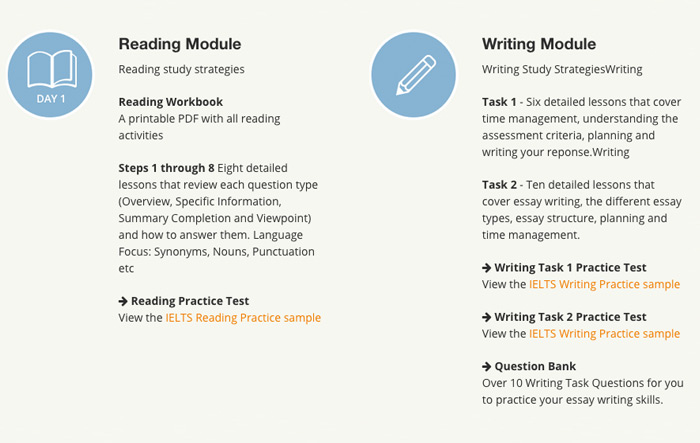 DAY 1
Reading Module
Reading study strategies
Reading Workbook
A printable PDF with all reading
activities
Steps 1 through 8 Eight detailed
lessons that review each question type
(Overview, Specific Information,
Summary Completion and Viewpoint)
and how to answer them. Language
Focus: Synonyms, Nouns, Punctuation
etc
→ Reading Practice Test
View the IELTS Reading Practice sample
Writing Module
Writing Study StrategiesWriting
Task 1 - Six detailed lessons that cover
time management, understanding the
assessment criteria, planning and
writing your reponse.Writing
Task 2 - Ten detailed lessons that
cover essay writing, the different essay
types, essay structure, planning and
time management.
→ Writing Task 1 Practice Test
View the IELTS Writing Practice sample
→ Writing Task 2 Practice Test
View the IELTS Writing Practice sample
→ Question Bank
Over 10 Writing Task Questions for you
to practice your essay writing skills.